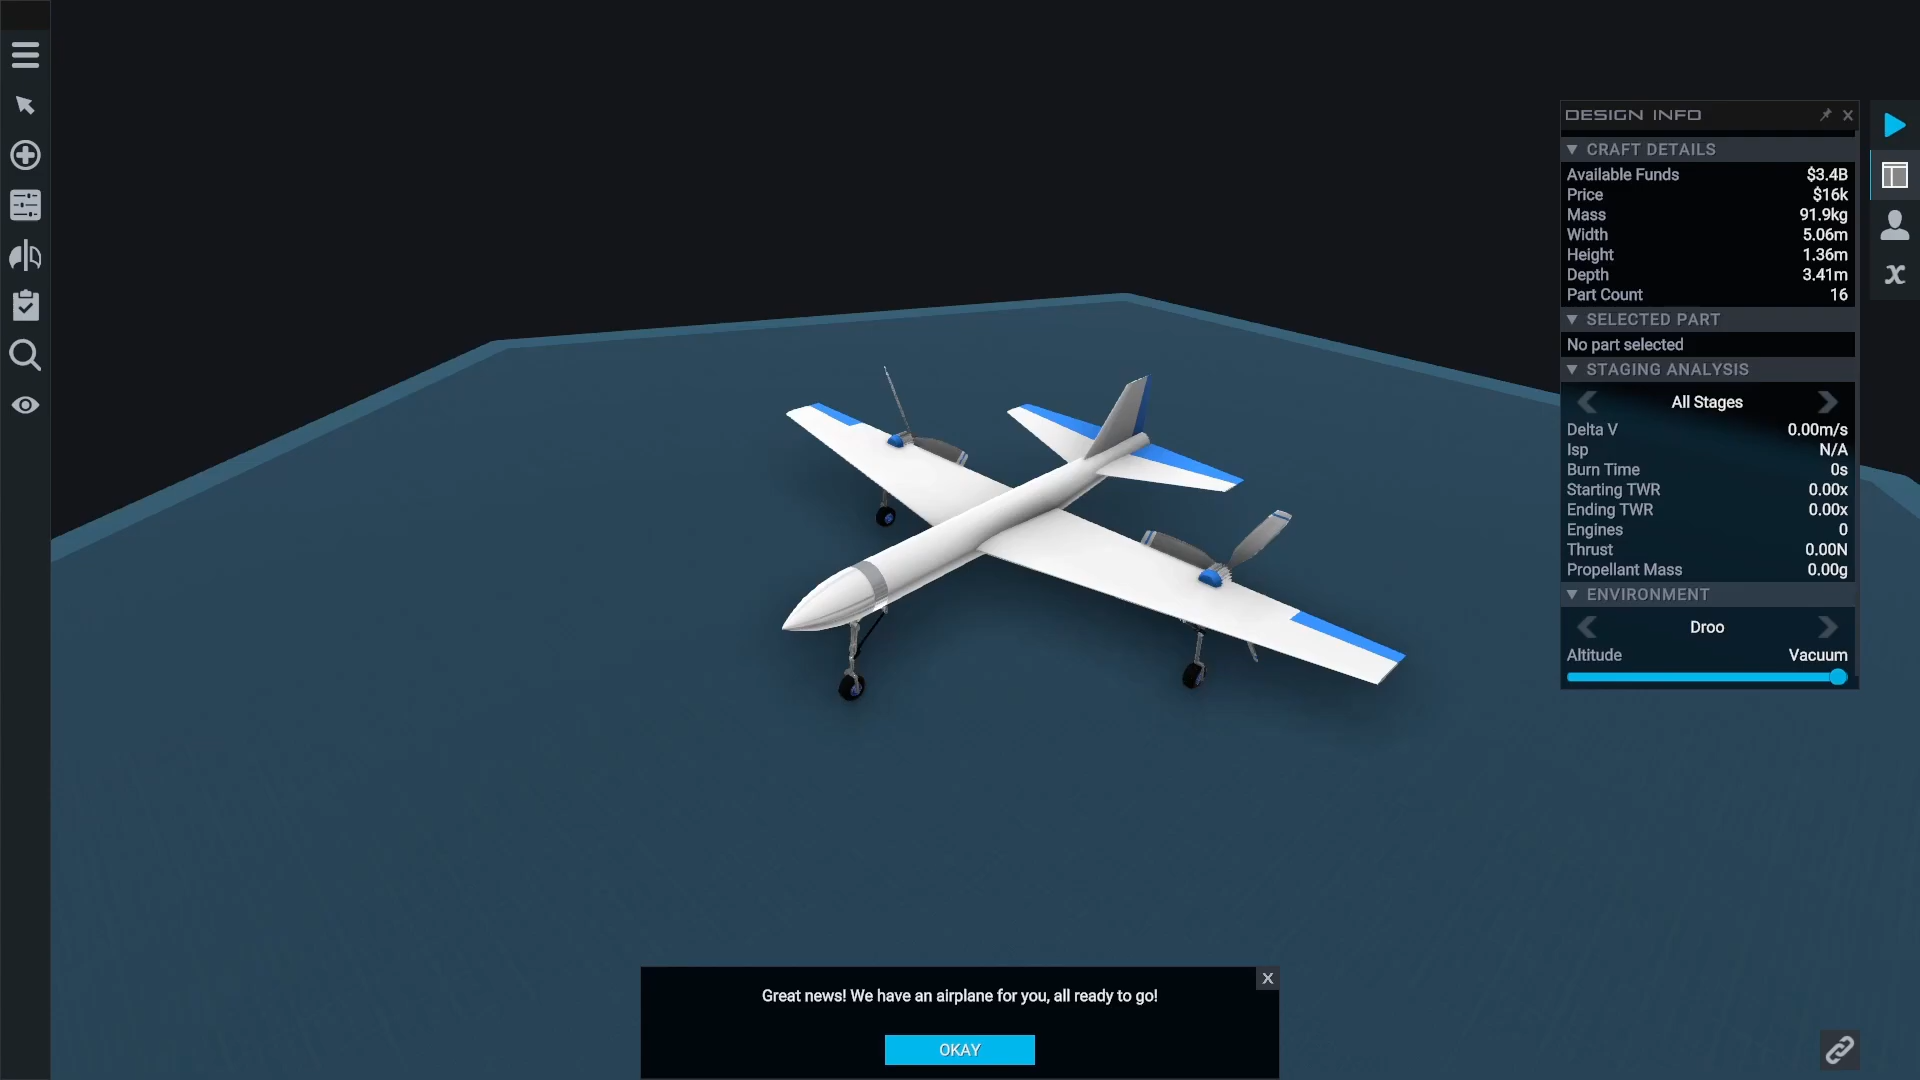 DESIGN INFO
CRAFT DETAILS
Available Funds $3.4B
Price $16k
Mass 91.9kg
Width 5.06m
Height 1.36m
Depth 3.41m
Part Count 16
SELECTED PART
No part selected
STAGING ANALYSIS
All Stages
Delta V 0.00m/s
Isp N/A
Burn Time 0s
Starting TWR 0.00x
Ending TWR 0.00x
Engines 0
Thrust 0.00N
Propellant Mass 0.00g
ENVIRONMENT
Droo
Altitude Vacuum
Great news! We have an airplane for you, all ready to go!
OKAY